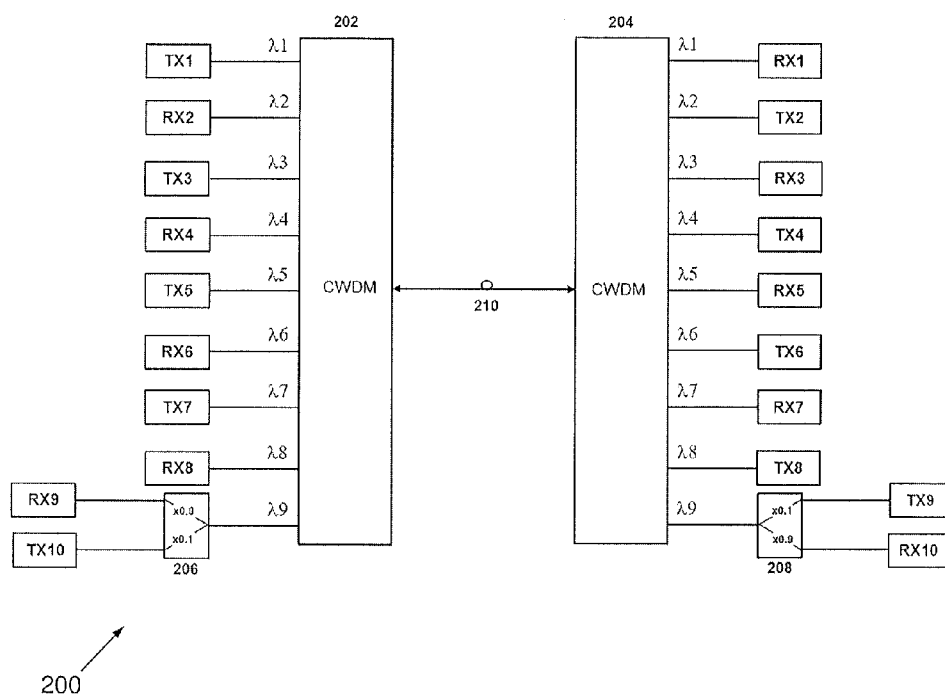 202 204
TX1 λ1 λ1 RX1
RX2 λ2 λ2 TX2
TX3 λ3 λ3 RX3
RX4 λ4 λ4 TX4
TX5 λ5 CWDM 210 CWDM λ5 RX5
RX6 λ6 λ6 TX6
TX7 λ7 λ7 RX7
RX8 λ8 λ8 TX8
RX9 x0.9 λ9 λ9 x0.1 TX9
TX10 x0.1 x0.9 RX10
206 208
200